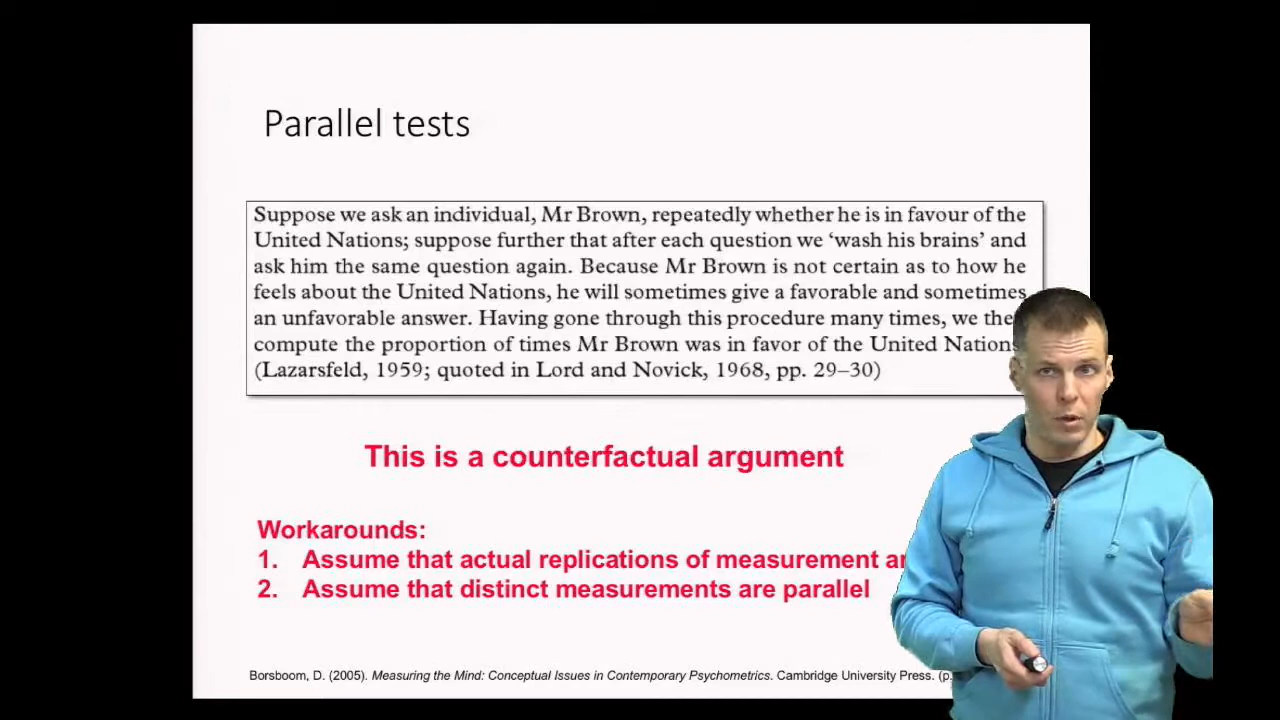 Parallel tests
Suppose we ask an individual, Mr Brown, repeatedly whether he is in favour of the
United Nations; suppose further that after each question we ‘wash his brains’ and
ask him the same question again. Because Mr Brown is not certain as to how he
feels about the United Nations, he will sometimes give a favorable and sometimes
an unfavorable answer. Having gone through this procedure many times, we
compute the proportion of times Mr Brown was in favor of the United Nations
(Lazarsfeld, 1959; quoted in Lord and Novick, 1968, pp. 29–30)
This is a counterfactual argument
Workarounds:
1. Assume that actual replications of measurement
2. Assume that distinct measurements are parallel
Borsboom, D. (2005). Measuring the Mind: Conceptual Issues in Contemporary Psychometrics. Cambridge University Press. (p.